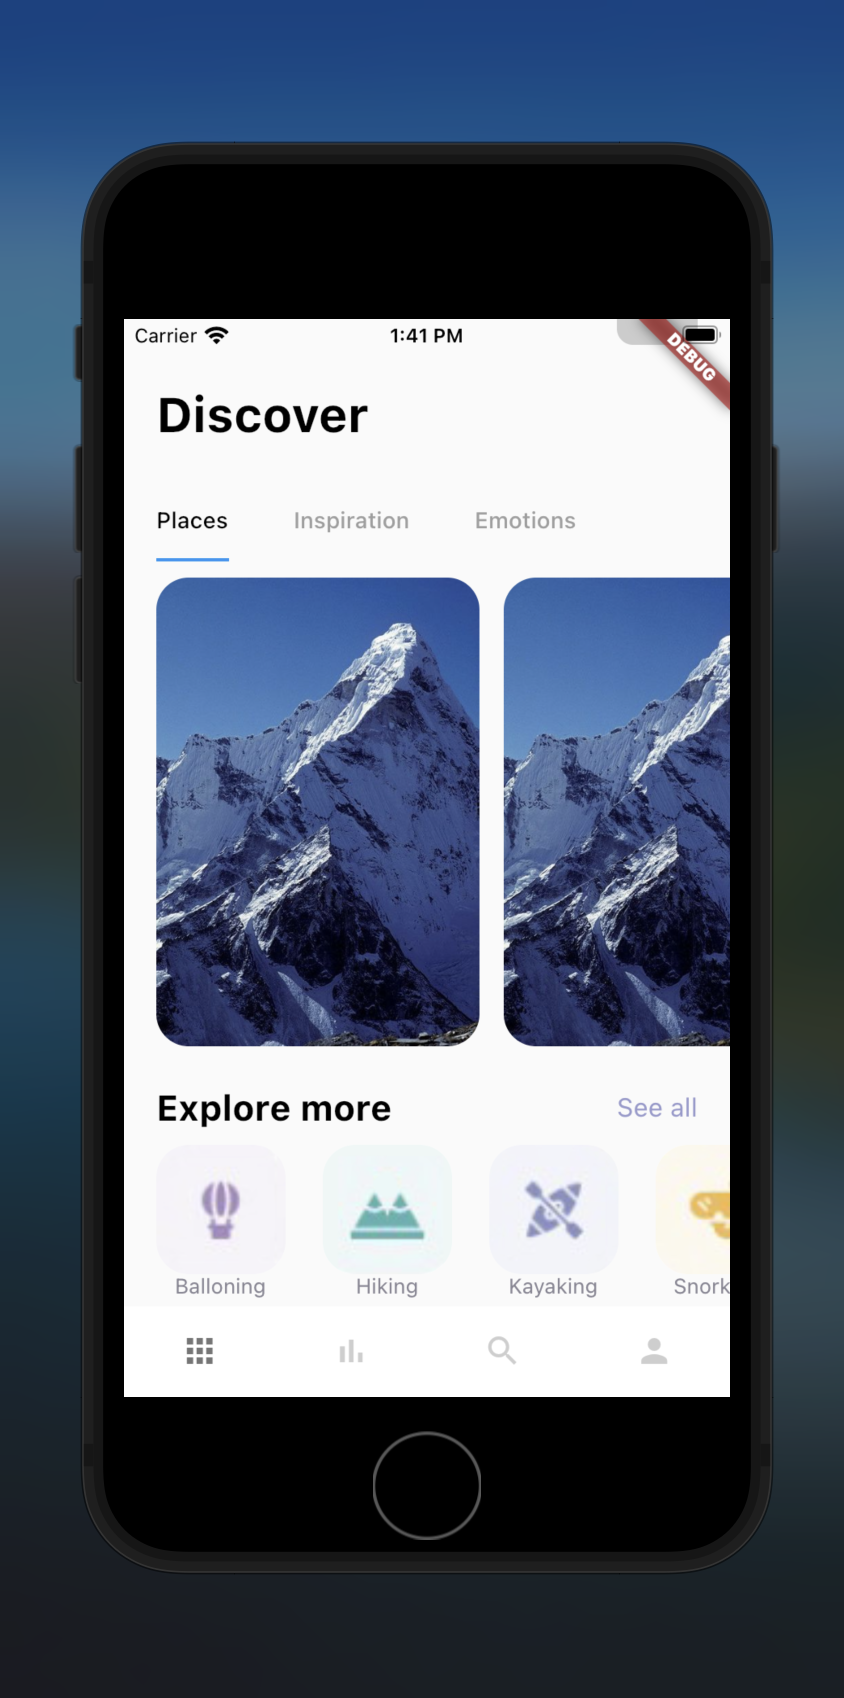 Carrier 1:41 PM
DEBUG
Discover
Places Inspiration Emotions
Explore more See all
Balloning Hiking Kayaking Snork